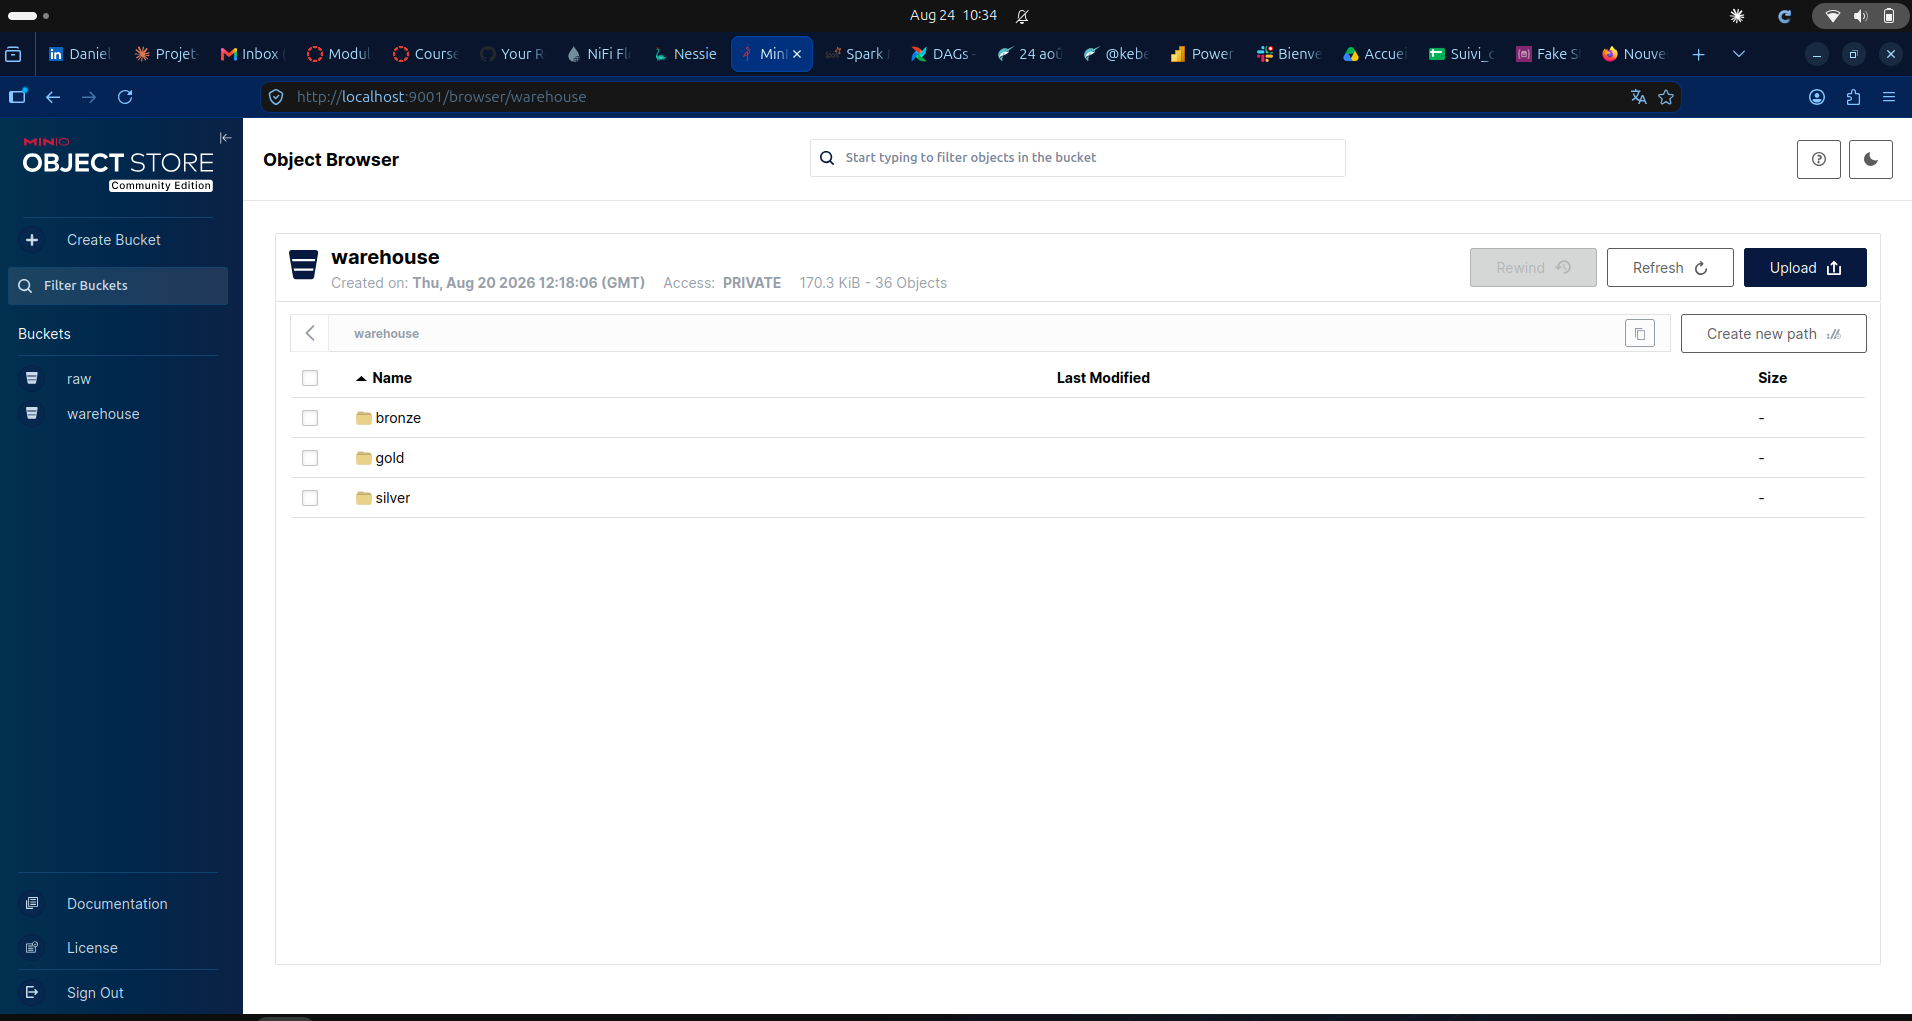 Aug 24 10:34
Daniel
Projet-
Inbox (
Modul
Course
Your R
NiFi Fl
Nessie
Min
Spark
DAGs -
24 aoû
@kebe
Power
Bienve
Accuei
Suivi_c
Fake S
Nouve
http://localhost:9001/browser/warehouse
MINIO
OBJECT STORE
Community Edition
Object Browser
Start typing to filter objects in the bucket
Create Bucket
Filter Buckets
Buckets
raw
warehouse
warehouse
Created on: Thu, Aug 20 2026 12:18:06 (GMT) Access: PRIVATE 170.3 KiB - 36 Objects
Rewind
Refresh
Upload
warehouse
Create new path
Name Last Modified Size
bronze -
gold -
silver -
Documentation
License
Sign Out